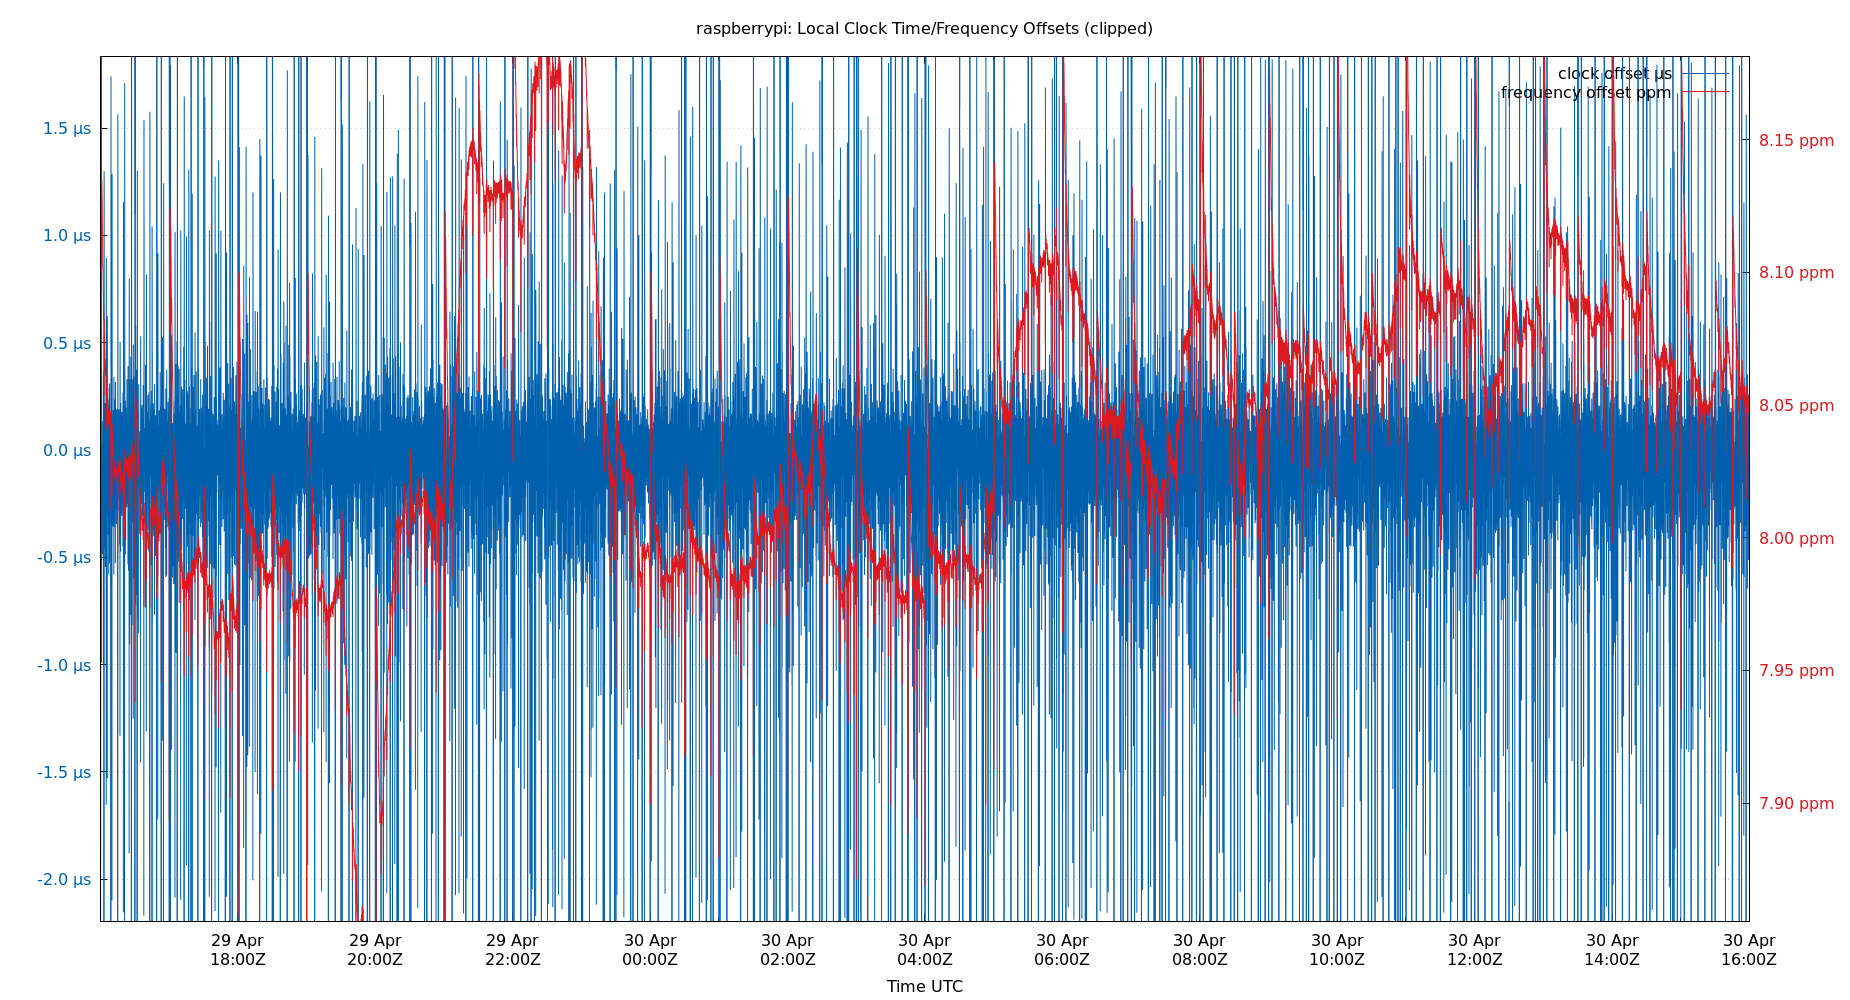 raspberrypi: Local Clock Time/Frequency Offsets (clipped)
clock offset µs
frequency offset ppm
1.5 µs
1.0 µs
0.5 µs
0.0 µs
-0.5 µs
-1.0 µs
-1.5 µs
-2.0 µs
8.15 ppm
8.10 ppm
8.05 ppm
8.00 ppm
7.95 ppm
7.90 ppm
29 Apr 29 Apr 29 Apr 30 Apr 30 Apr 30 Apr 30 Apr 30 Apr 30 Apr 30 Apr 30 Apr 30 Apr
18:00Z 20:00Z 22:00Z 00:00Z 02:00Z 04:00Z 06:00Z 08:00Z 10:00Z 12:00Z 14:00Z 16:00Z
Time UTC